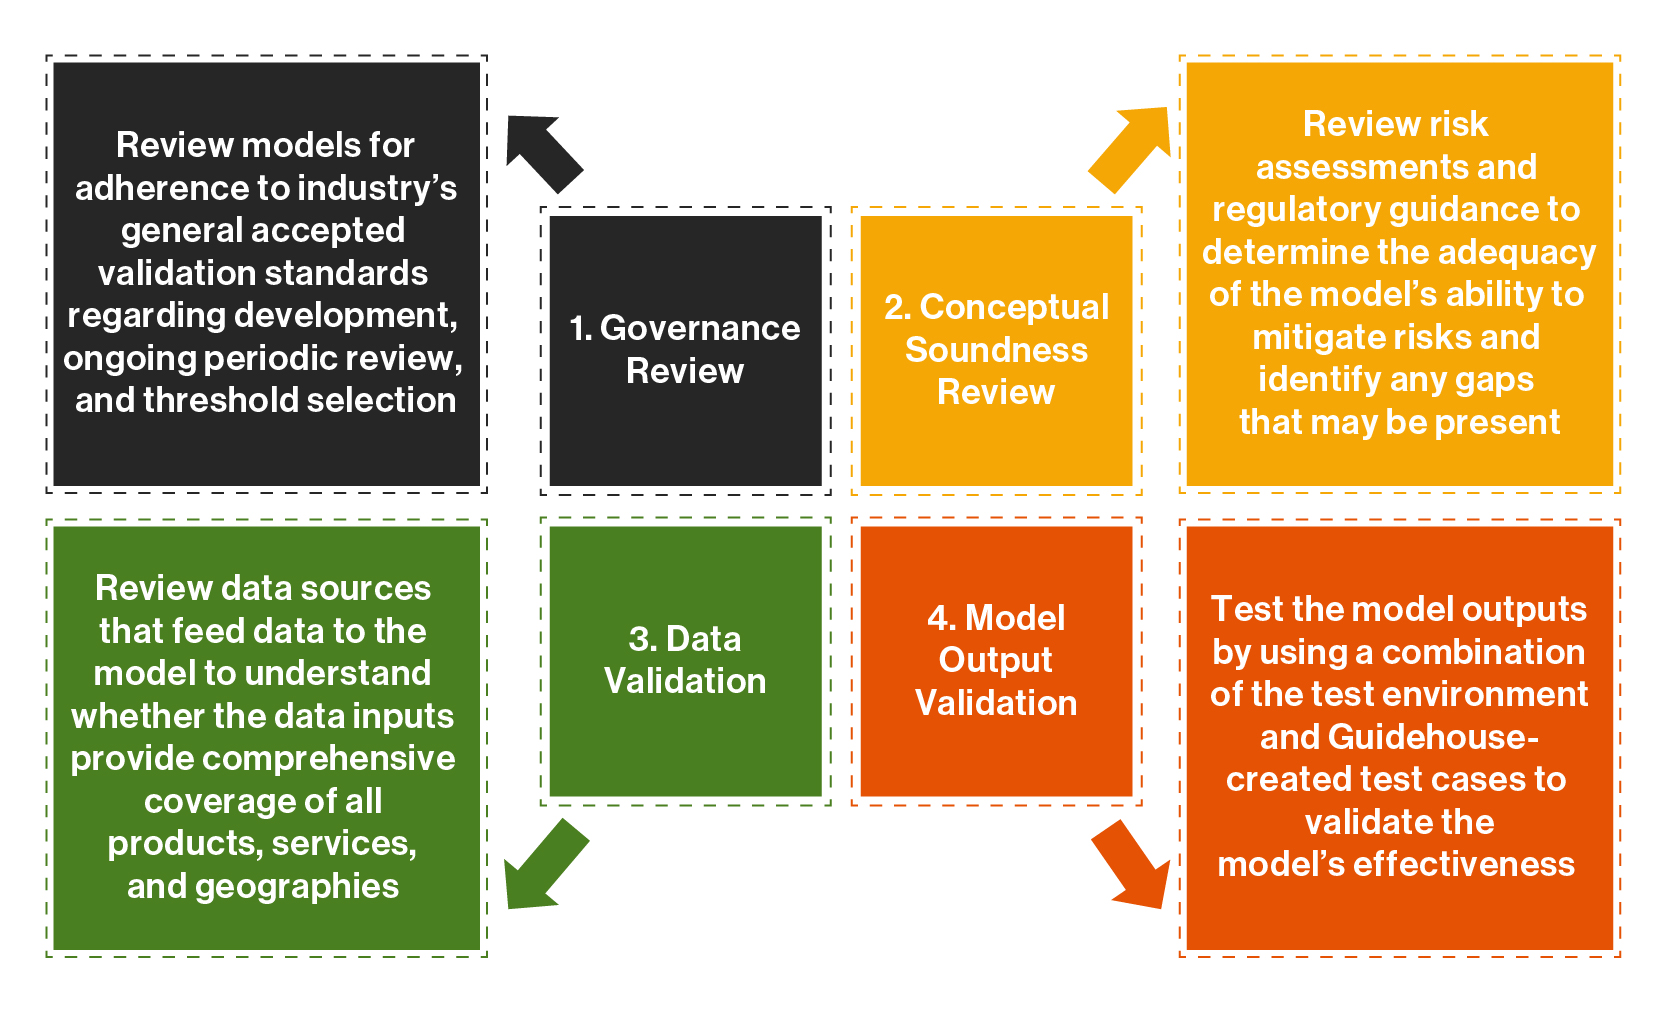 Review models for
adherence to industry’s
general accepted
validation standards
regarding development,
ongoing periodic review,
and threshold selection
1. Governance
Review
2. Conceptual
Soundness
Review
Review risk
assessments and
regulatory guidance to
determine the adequacy
of the model’s ability to
mitigate risks and
identify any gaps
that may be present
Review data sources
that feed data to the
model to understand
whether the data inputs
provide comprehensive
coverage of all
products, services,
and geographies
3. Data
Validation
4. Model
Output
Validation
Test the model outputs
by using a combination
of the test environment
and Guidehouse-
created test cases to
validate the
model’s effectiveness